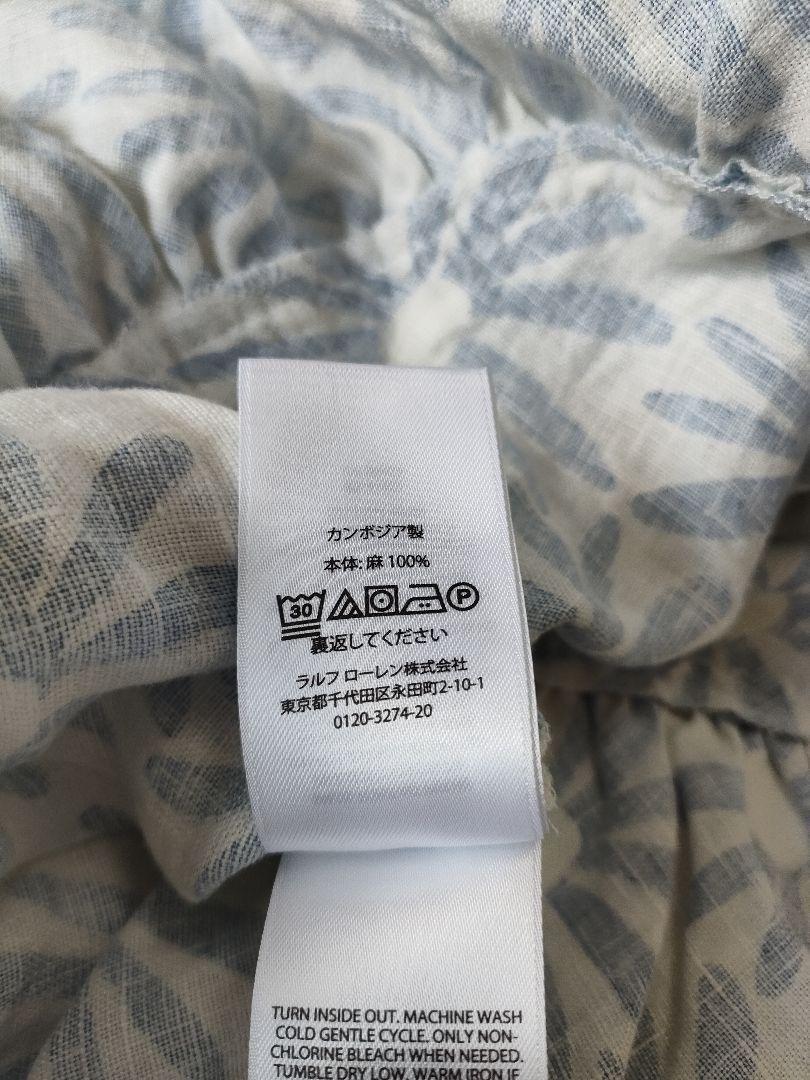 カンボジア製
本体: 麻 100%
30 P
裏返してください
ラルフ ローレン株式会社
東京都千代田区永田町2-10-1
0120-3274-20
TURN INSIDE OUT. MACHINE WASH
COLD GENTLE CYCLE. ONLY NON-
CHLORINE BLEACH WHEN NEEDED.
TUMBLE DRY LOW. WARM IRON IF